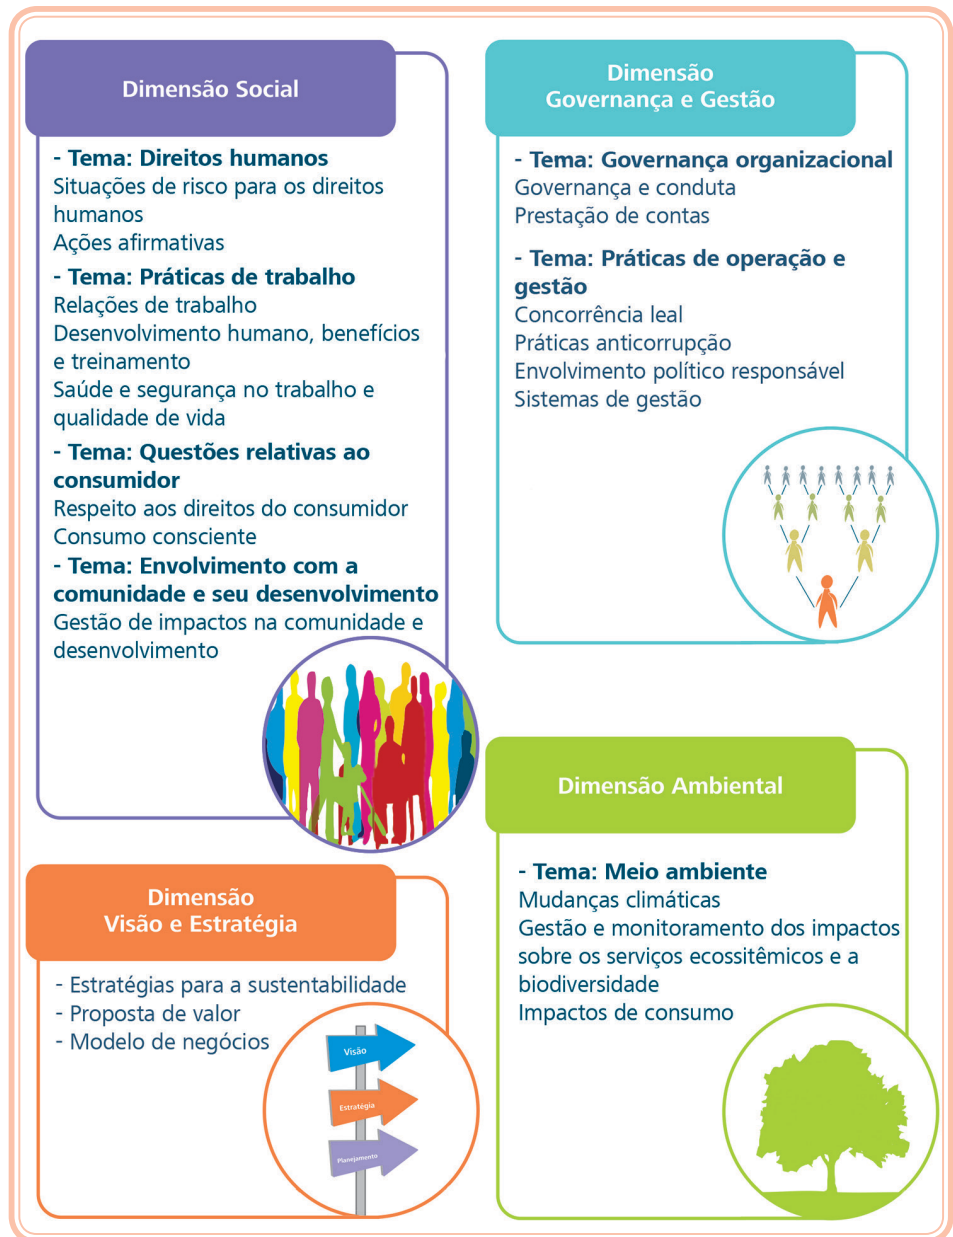 Dimensão Social
- Tema: Direitos humanos
Situações de risco para os direitos
humanos
Ações afirmativas
- Tema: Práticas de trabalho
Relações de trabalho
Desenvolvimento humano, benefícios
e treinamento
Saúde e segurança no trabalho e
qualidade de vida
- Tema: Questões relativas ao
consumidor
Respeito aos direitos do consumidor
Consumo consciente
- Tema: Envolvimento com a
comunidade e seu desenvolvimento
Gestão de impactos na comunidade e
desenvolvimento
Dimensão
Governança e Gestão
- Tema: Governança organizacional
Governança e conduta
Prestação de contas
- Tema: Práticas de operação e
gestão
Concorrência leal
Práticas anticorrupção
Envolvimento político responsável
Sistemas de gestão
Dimensão
Visão e Estratégia
- Estratégias para a sustentabilidade
- Proposta de valor
- Modelo de negócios
Visão
Estratégia
Planejamento
Dimensão Ambiental
- Tema: Meio ambiente
Mudanças climáticas
Gestão e monitoramento dos impactos
sobre os serviços ecossitêmicos e a
biodiversidade
Impactos de consumo